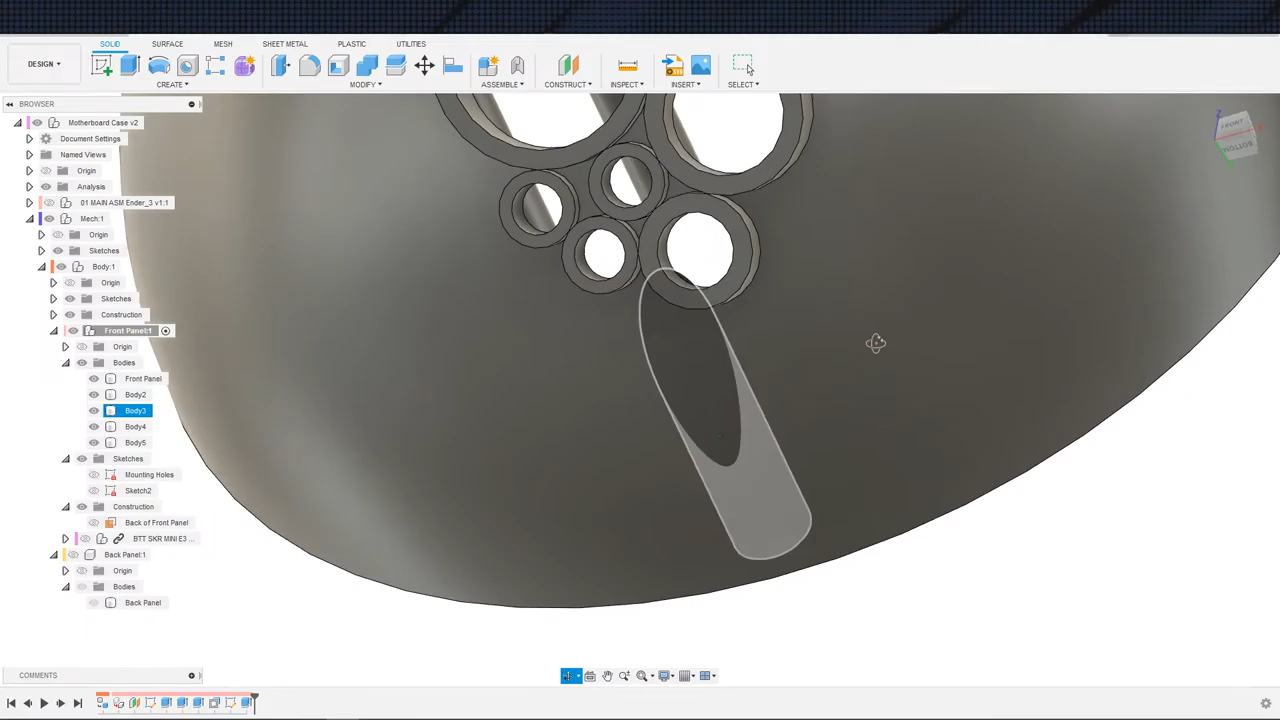 SOLID SURFACE MESH SHEET METAL PLASTIC UTILITIES
DESIGN ▾
CREATE ▾ MODIFY ▾ ASSEMBLE ▾ CONSTRUCT ▾ INSPECT ▾ INSERT ▾ SELECT ▾
BROWSER
Motherboard Case v2
Document Settings
Named Views
Origin
Analysis
01 MAIN ASM Ender_3 v1:1
Mech:1
Origin
Sketches
Body:1
Origin
Sketches
Construction
Front Panel:1
Origin
Bodies
Front Panel
Body2
Body3
Body4
Body5
Sketches
Mounting Holes
Sketch2
Construction
Back of Front Panel
BTT SKR MINI E3 ...
Back Panel:1
Origin
Bodies
Back Panel
Z
FRONT
X
BOTTOM
COMMENTS